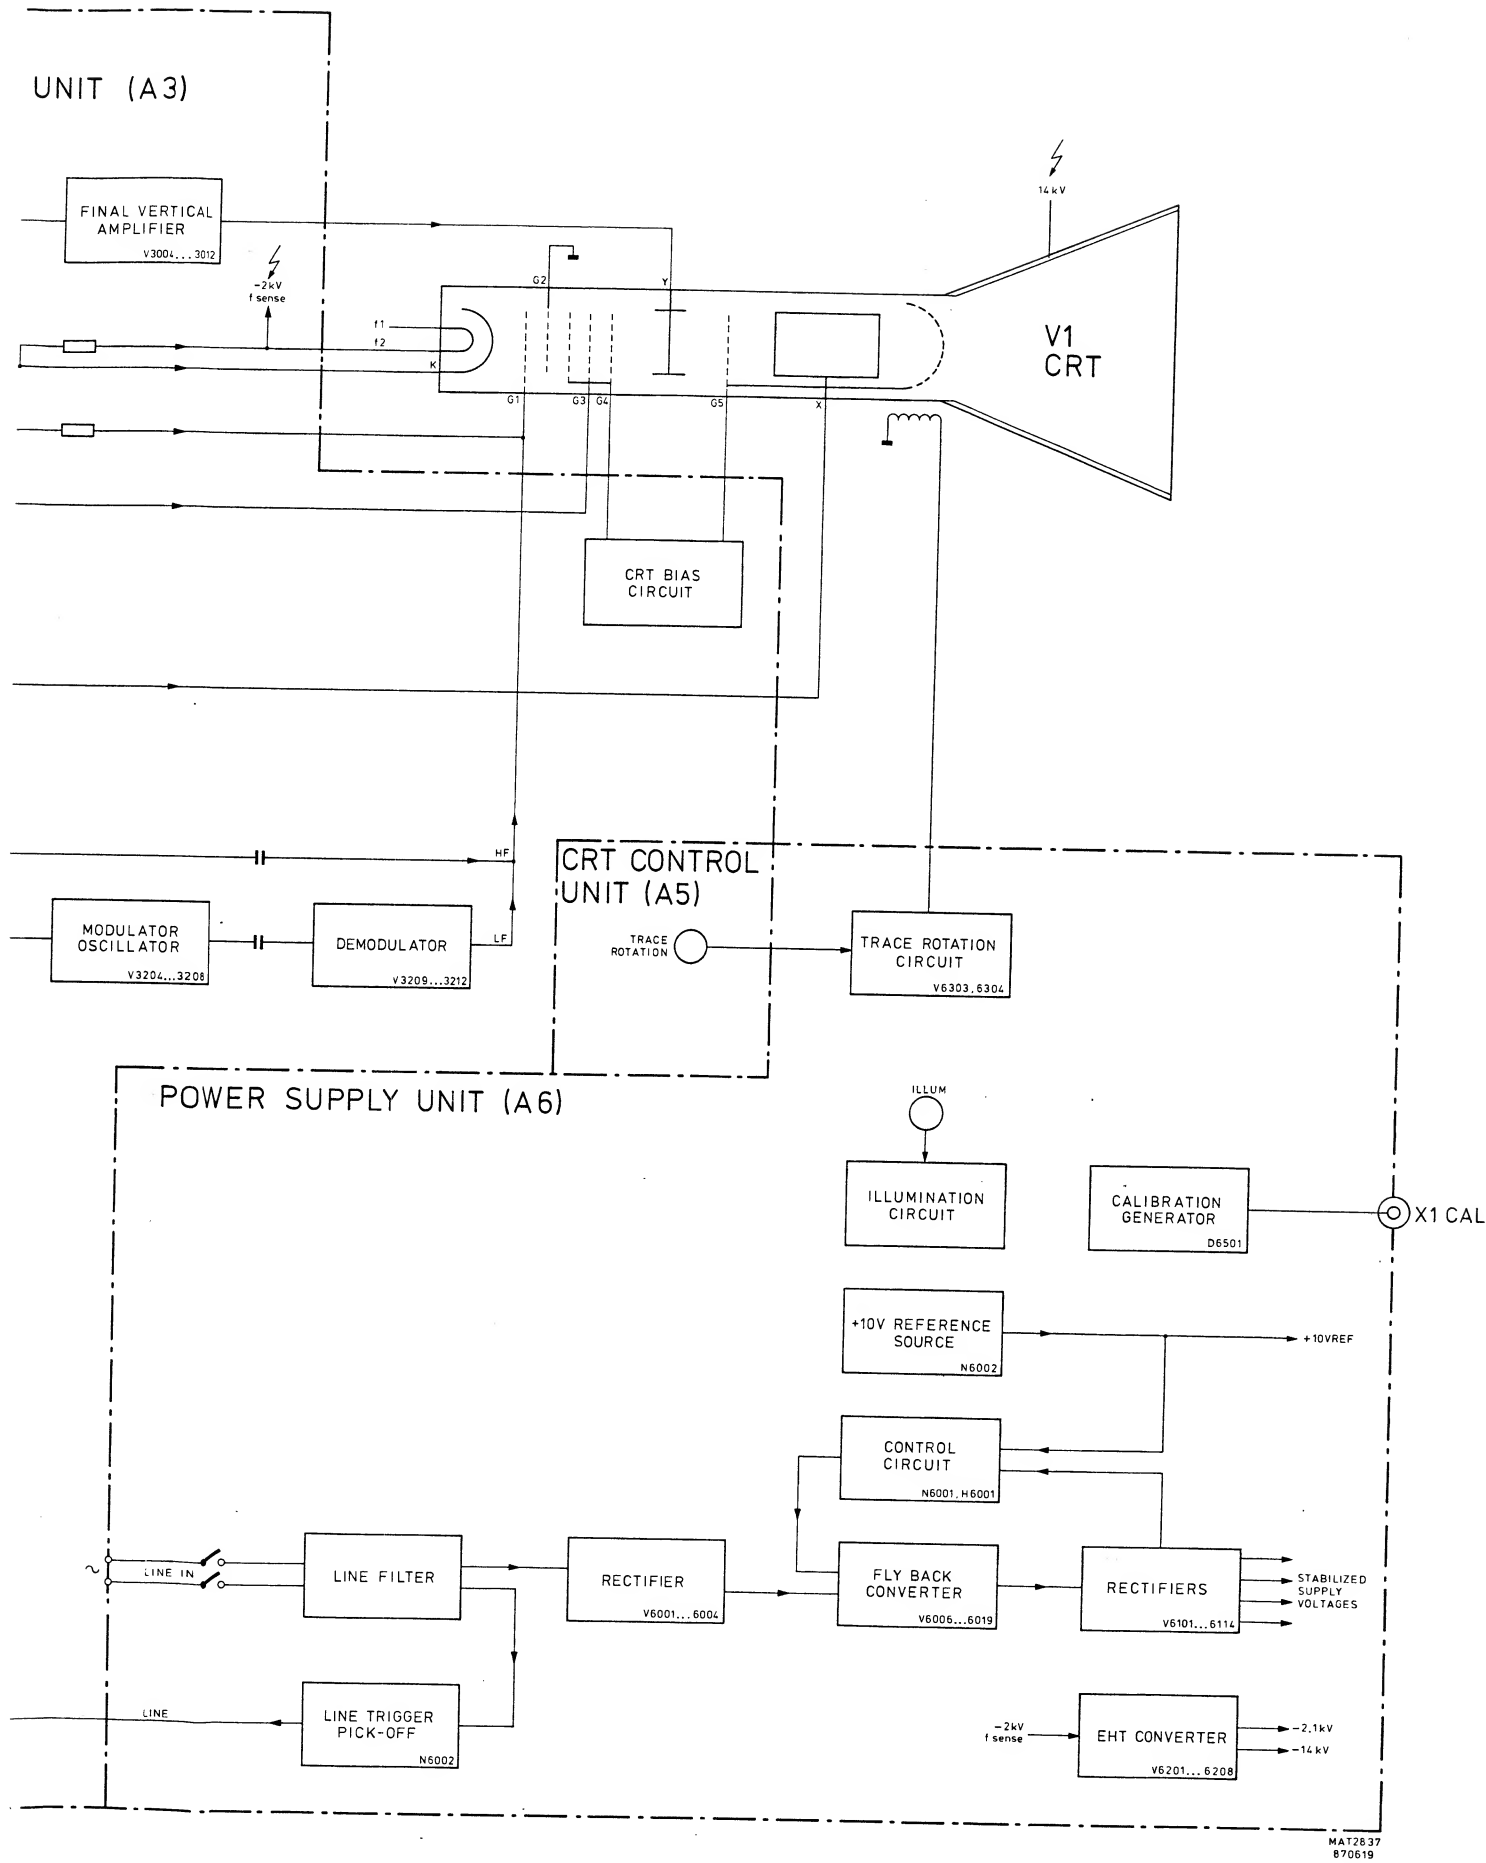 UNIT (A3)
FINAL VERTICAL
AMPLIFIER
V3004...3012
14kV
-2kV
f sense
G2
Y
f1
f2
K
V1
CRT
G1
G3
G4
G5
X
CRT BIAS
CIRCUIT
HF
CRT CONTROL
UNIT (A5)
MODULATOR
OSCILLATOR
V3204...3208
DEMODULATOR
V3209...3212
LF
TRACE
ROTATION
TRACE ROTATION
CIRCUIT
V6303,6304
POWER SUPPLY UNIT (A6)
ILLUM
ILLUMINATION
CIRCUIT
CALIBRATION
GENERATOR
D6501
X1 CAL
+10V REFERENCE
SOURCE
N6002
+10VREF
CONTROL
CIRCUIT
N6001,H6001
~
LINE IN
LINE FILTER
RECTIFIER
V6001...6004
FLY BACK
CONVERTER
V6006...6019
RECTIFIERS
V6101...6114
STABILIZED
SUPPLY
VOLTAGES
LINE
LINE TRIGGER
PICK-OFF
N6002
-2kV
f sense
EHT CONVERTER
V6201...6208
-2,1kV
-14kV
MAT2837
870619